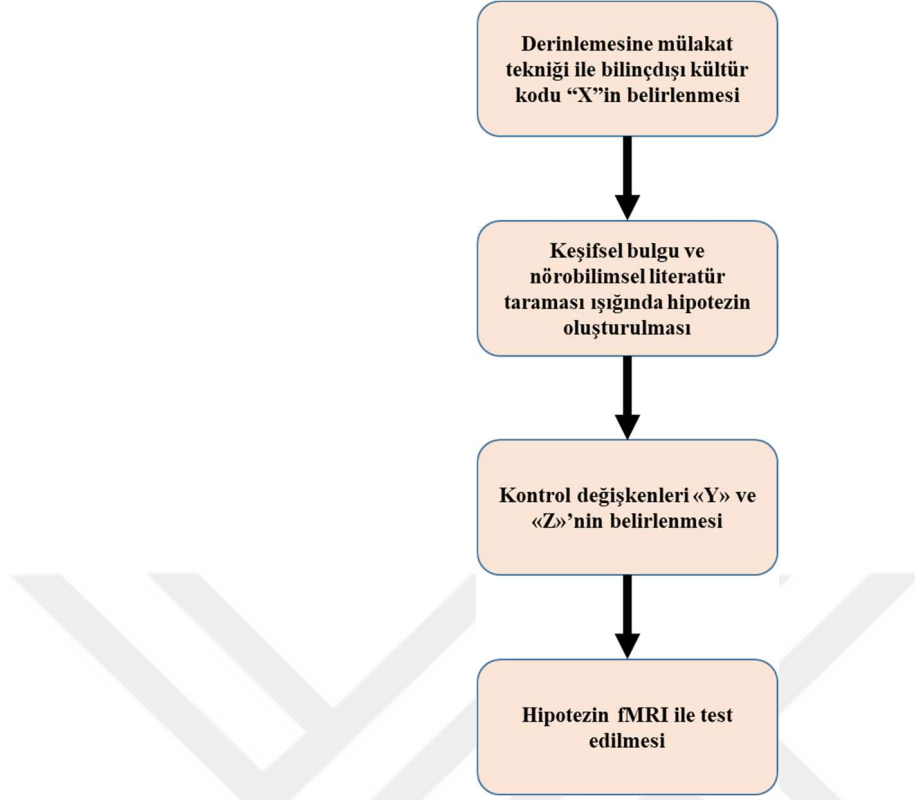 Derinlemesine mülakat
tekniği ile bilinçdışı kültür
kodu “X”in belirlenmesi
Keşifsel bulgu ve
nörobilimsel literatür
taraması ışığında hipotezin
oluşturulması
Kontrol değişkenleri «Y» ve
«Z»’nin belirlenmesi
Hipotezin fMRI ile test
edilmesi